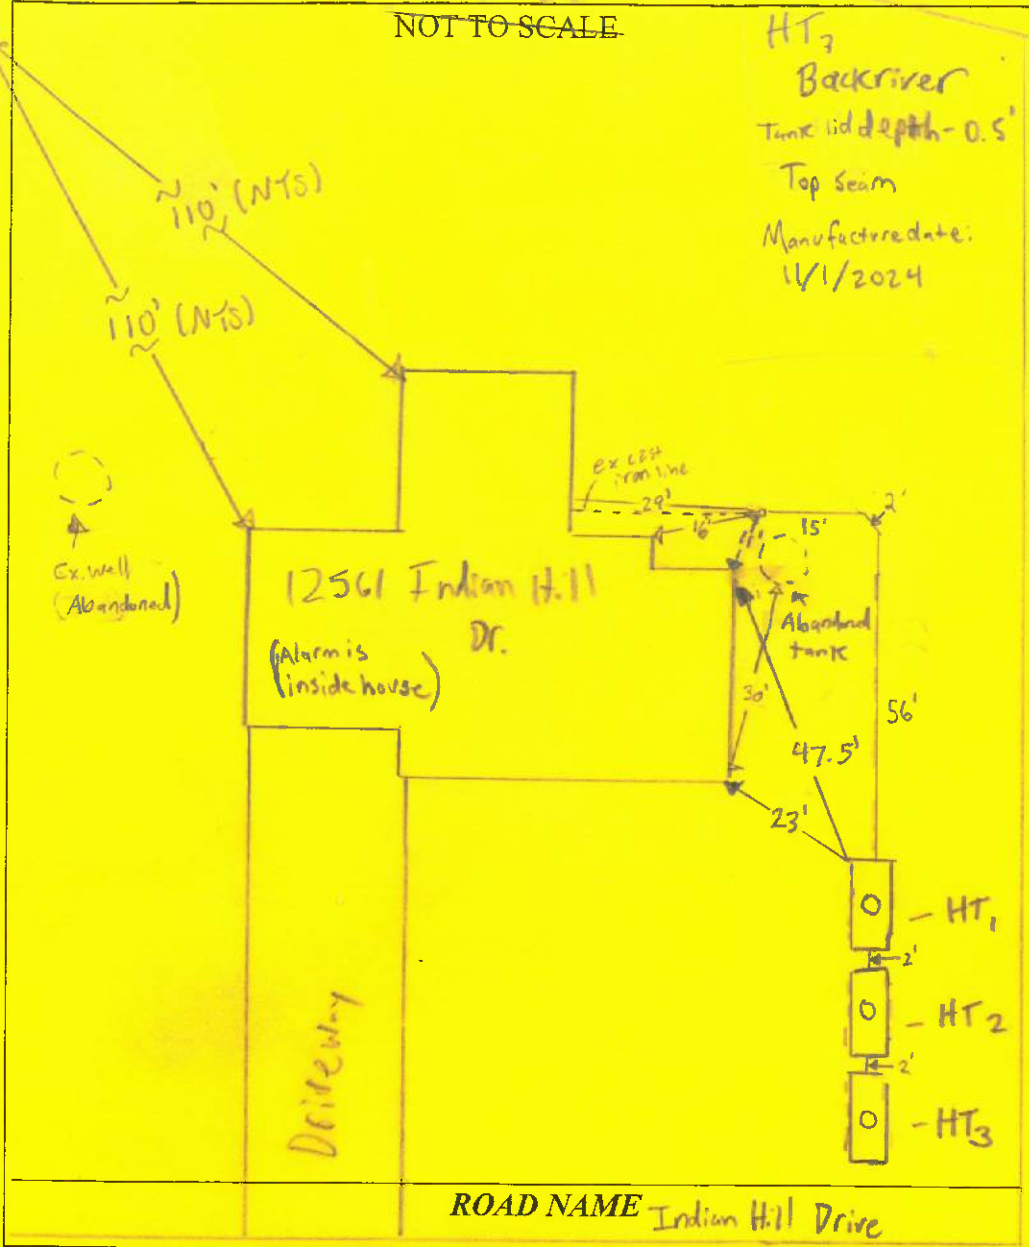 NOT TO SCALE
HT3
Backriver
Tank lid depth - 0.5'
Top seam
Manufacture date:
11/1/2024
~110' (NTS)~
~110' (NTS)~
ex cast
iron line
29'
2'
16'
11'
15'
Ex. well
(Abandoned)
12561 Indian Hill
Dr.
(Alarm is
inside house)
Abandoned
tank
30'
56'
47.5'
23'
- HT1
2'
- HT2
2'
- HT3
Driveway
ROAD NAME Indian Hill Drive